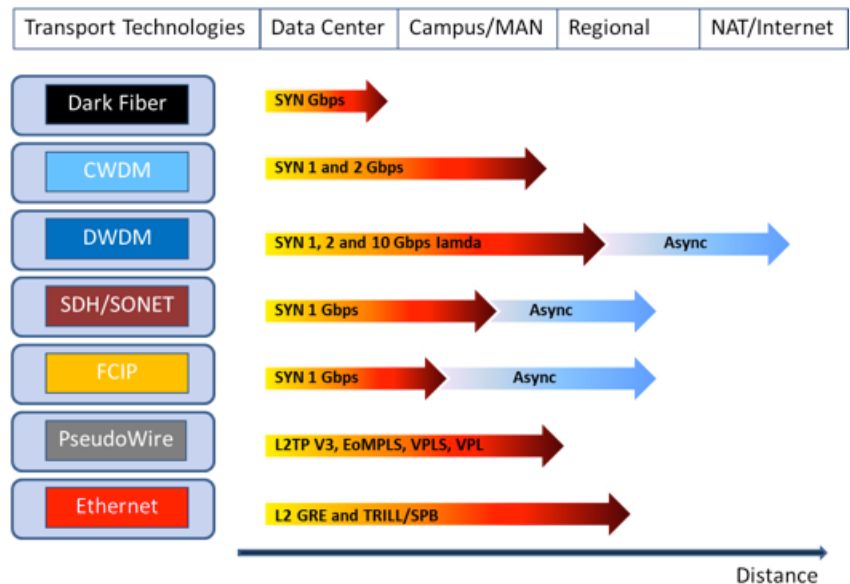 Transport Technologies Data Center Campus/MAN Regional NAT/Internet
Dark Fiber SYN Gbps
CWDM SYN 1 and 2 Gbps
DWDM SYN 1, 2 and 10 Gbps lamda Async
SDH/SONET SYN 1 Gbps Async
FCIP SYN 1 Gbps Async
PseudoWire L2TP V3, EoMPLS, VPLS, VPL
Ethernet L2 GRE and TRILL/SPB
Distance